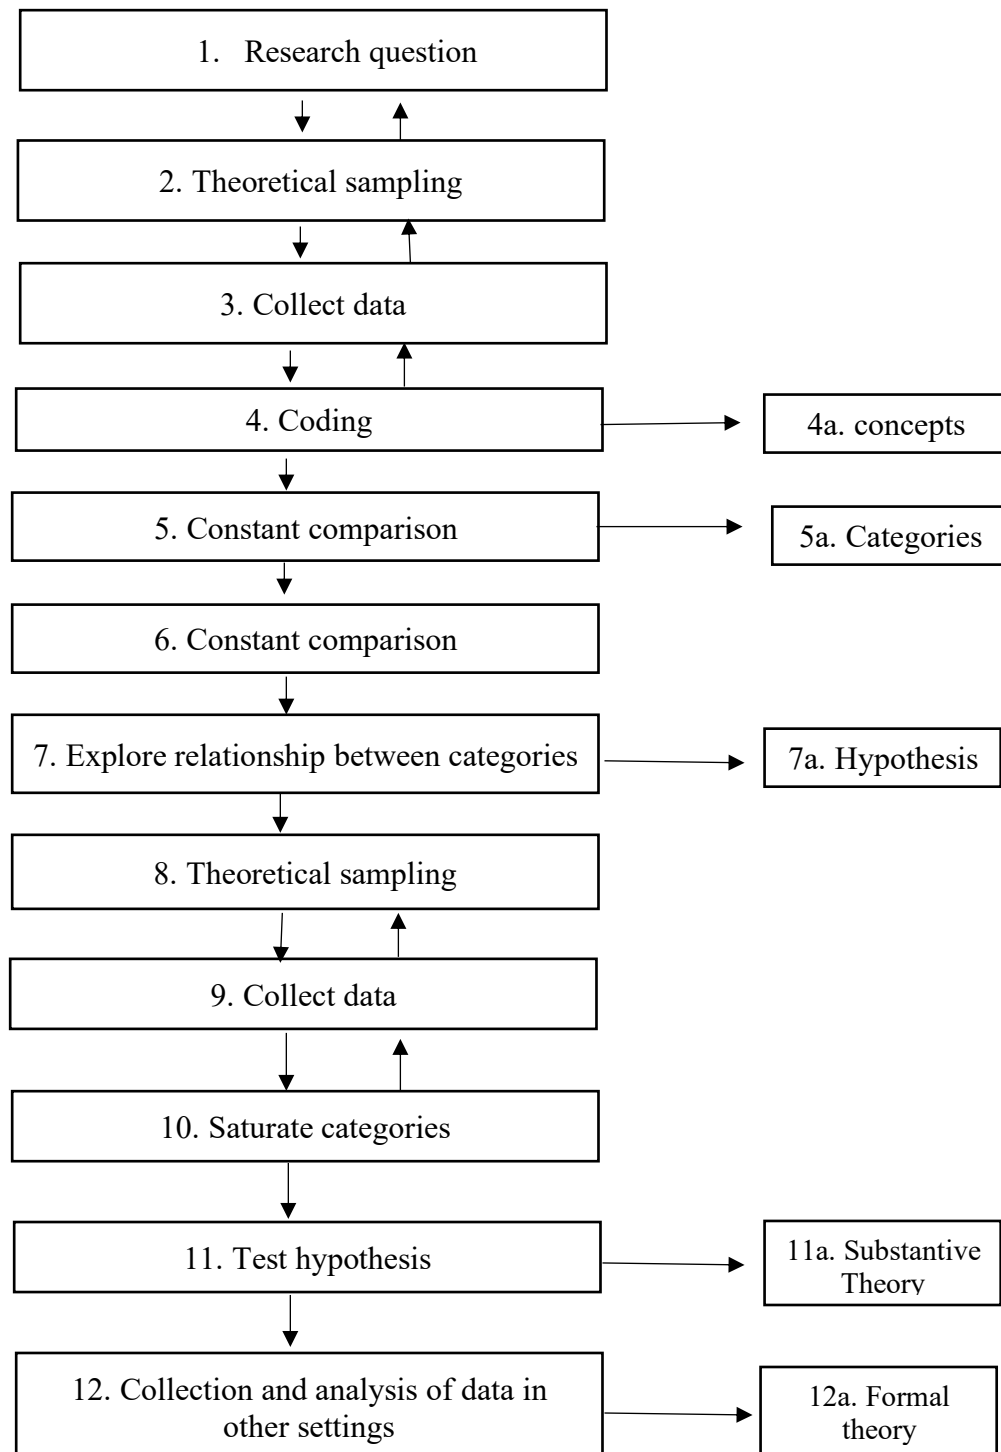 1. Research question
2. Theoretical sampling
3. Collect data
4. Coding
4a. concepts
5. Constant comparison
5a. Categories
6. Constant comparison
7. Explore relationship between categories
7a. Hypothesis
8. Theoretical sampling
9. Collect data
10. Saturate categories
11. Test hypothesis
11a. Substantive
Theory
12. Collection and analysis of data in
other settings
12a. Formal
theory